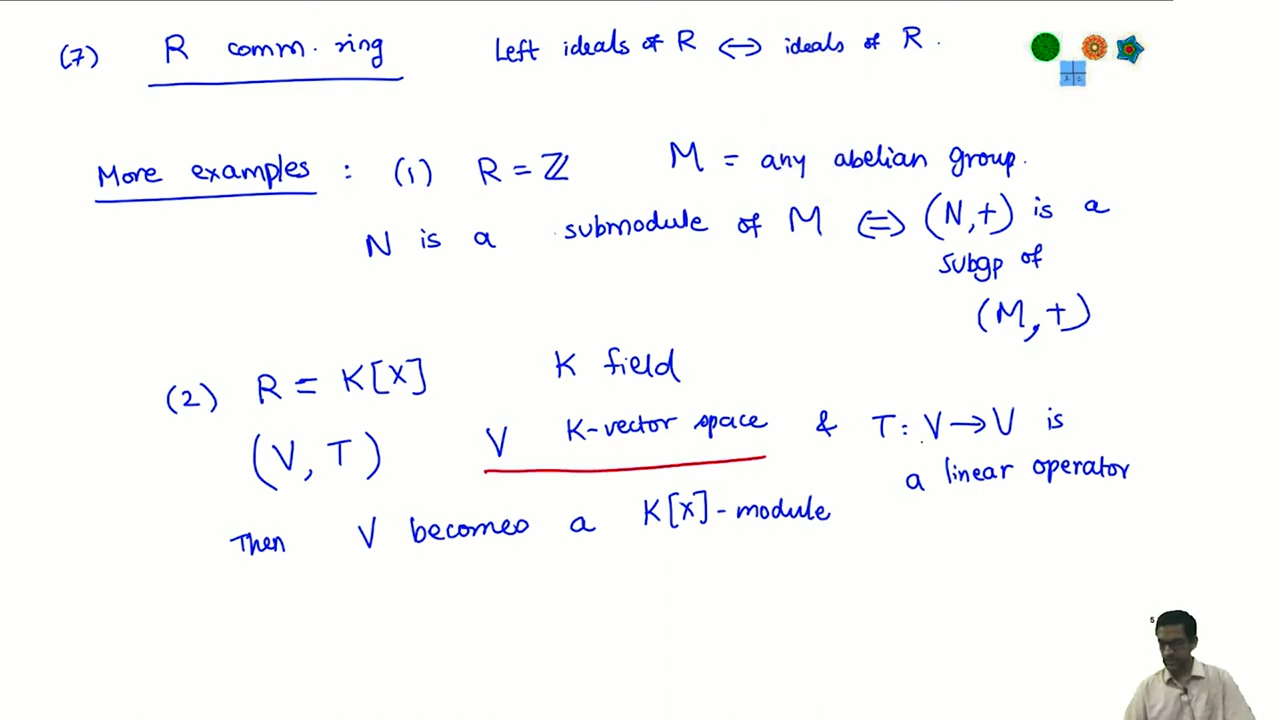 (7) R comm. ring Left ideals of R ⟺ ideals of R.
More examples : (1) R = ℤ M = any abelian group.
N is a submodule of M ⟺ (N,+) is a
subgp of
(M,+)
(2) R = K[X] K field
(V, T) V K-vector space & T: V → V is
a linear operator
Then V becomes a K[X]-module